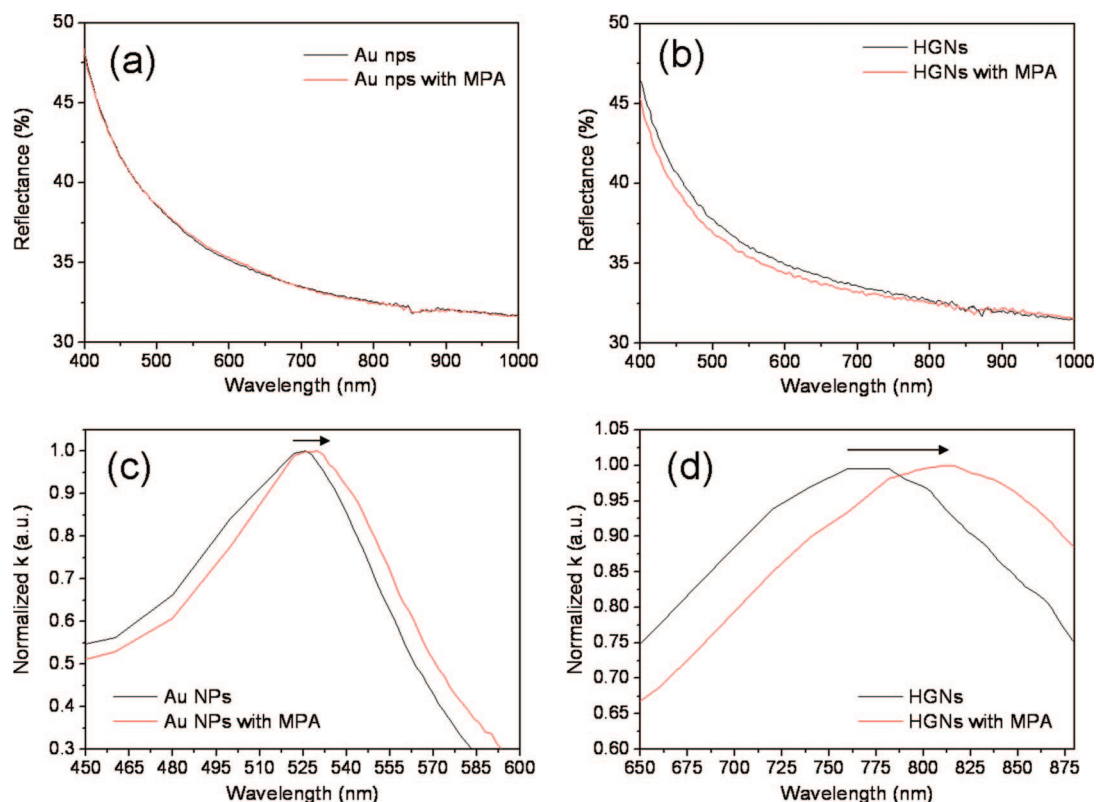 (a)
Au nps
Au nps with MPA
Reflectance (%)
50
45
40
35
30
400 500 600 700 800 900 1000
Wavelength (nm)
(b)
HGNs
HGNs with MPA
Reflectance (%)
50
45
40
35
30
400 500 600 700 800 900 1000
Wavelength (nm)
(c)
Au NPs
Au NPs with MPA
Normalized k (a.u.)
1.0
0.9
0.8
0.7
0.6
0.5
0.4
0.3
450 465 480 495 510 525 540 555 570 585 600
Wavelength (nm)
(d)
HGNs
HGNs with MPA
Normalized k (a.u.)
1.05
1.00
0.95
0.90
0.85
0.80
0.75
0.70
0.65
0.60
650 675 700 725 750 775 800 825 850 875
Wavelength (nm)